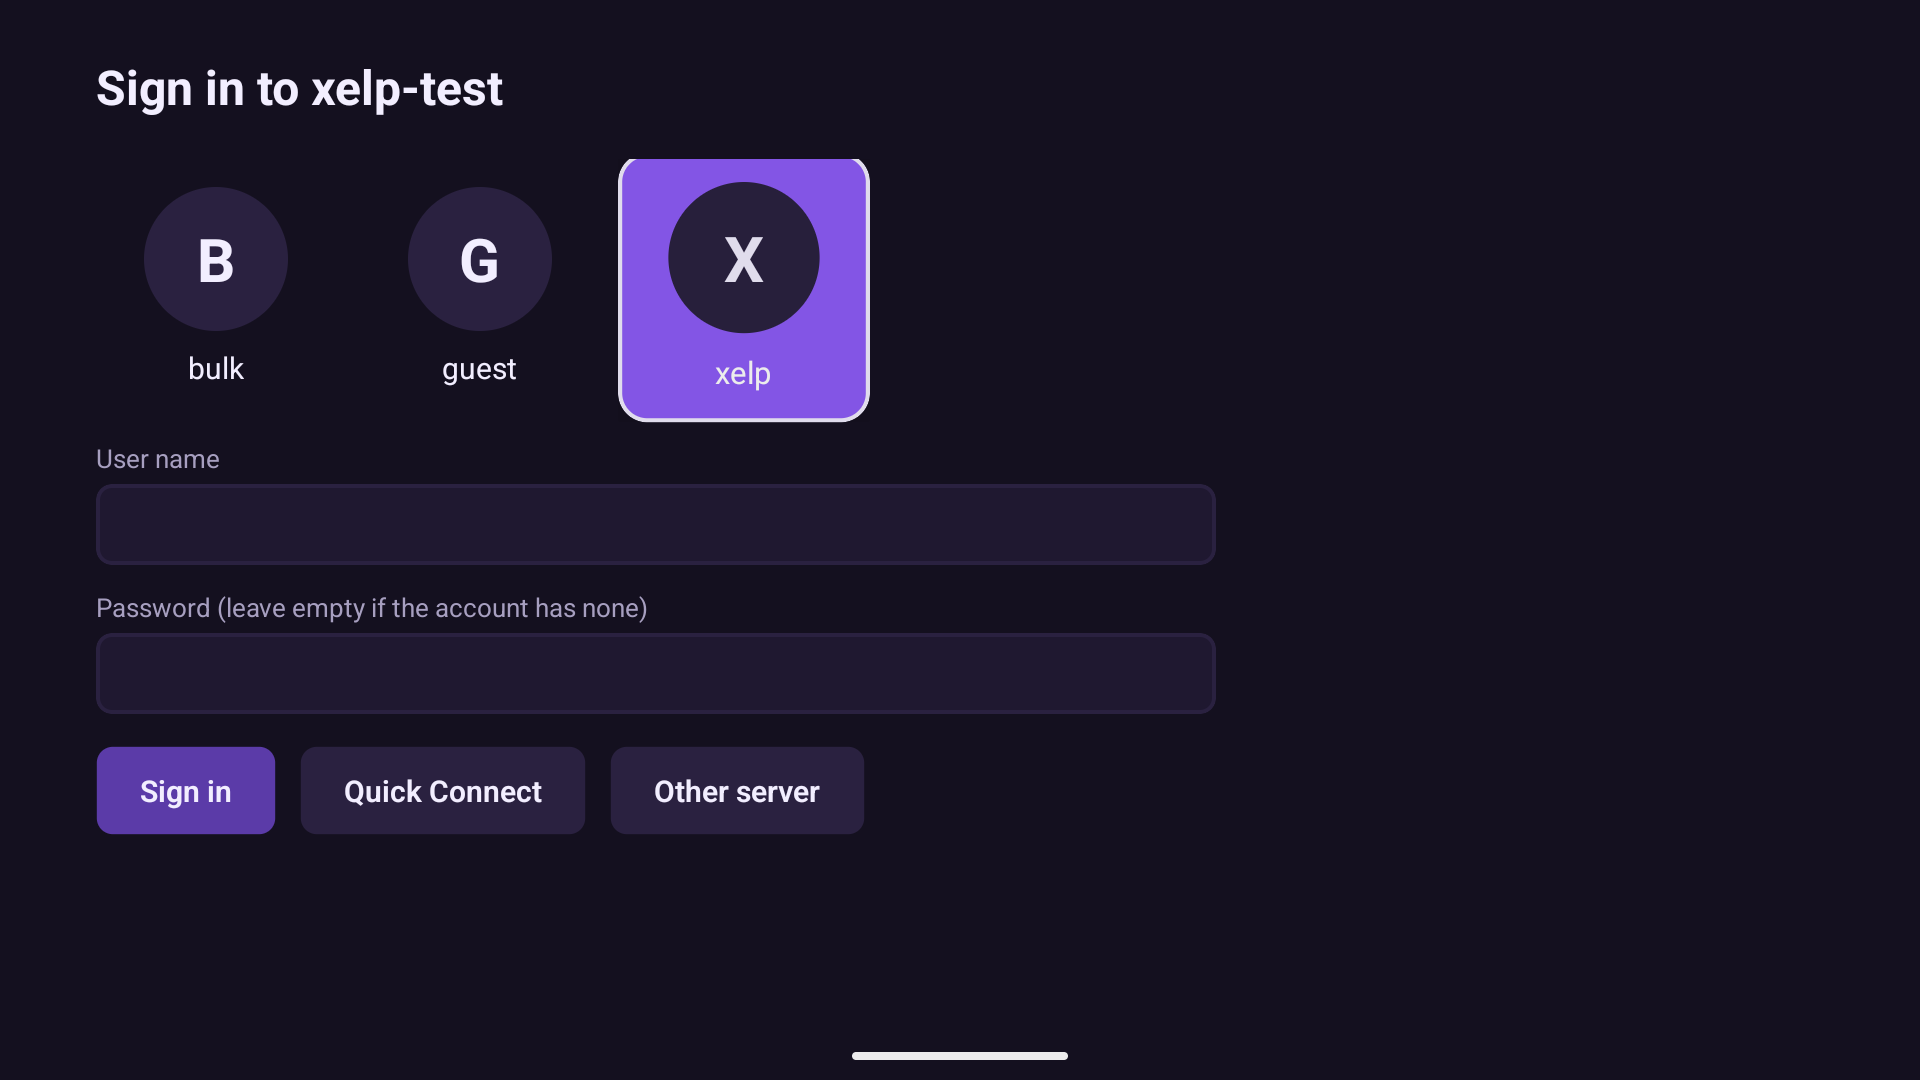 Sign in to xelp-test
B
G
X
bulk
guest
xelp
User name
Password (leave empty if the account has none)
Sign in
Quick Connect
Other server